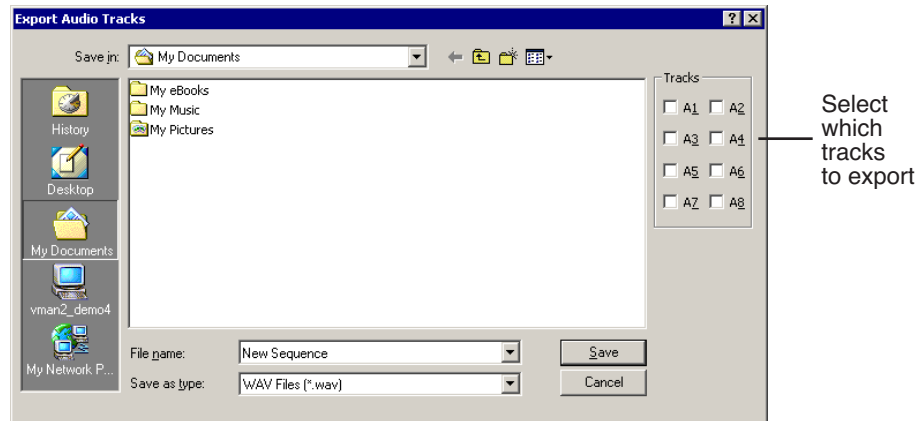 Export Audio Tracks
Save in:
My Documents
My eBooks
My Music
My Pictures
History
Desktop
My Documents
vman2_demo4
My Network P...
Tracks
A1 A2
A3 A4
A5 A6
A7 A8
Select
which
tracks
to export
File name:
New Sequence
Save
Save as type:
WAV Files (*.wav)
Cancel